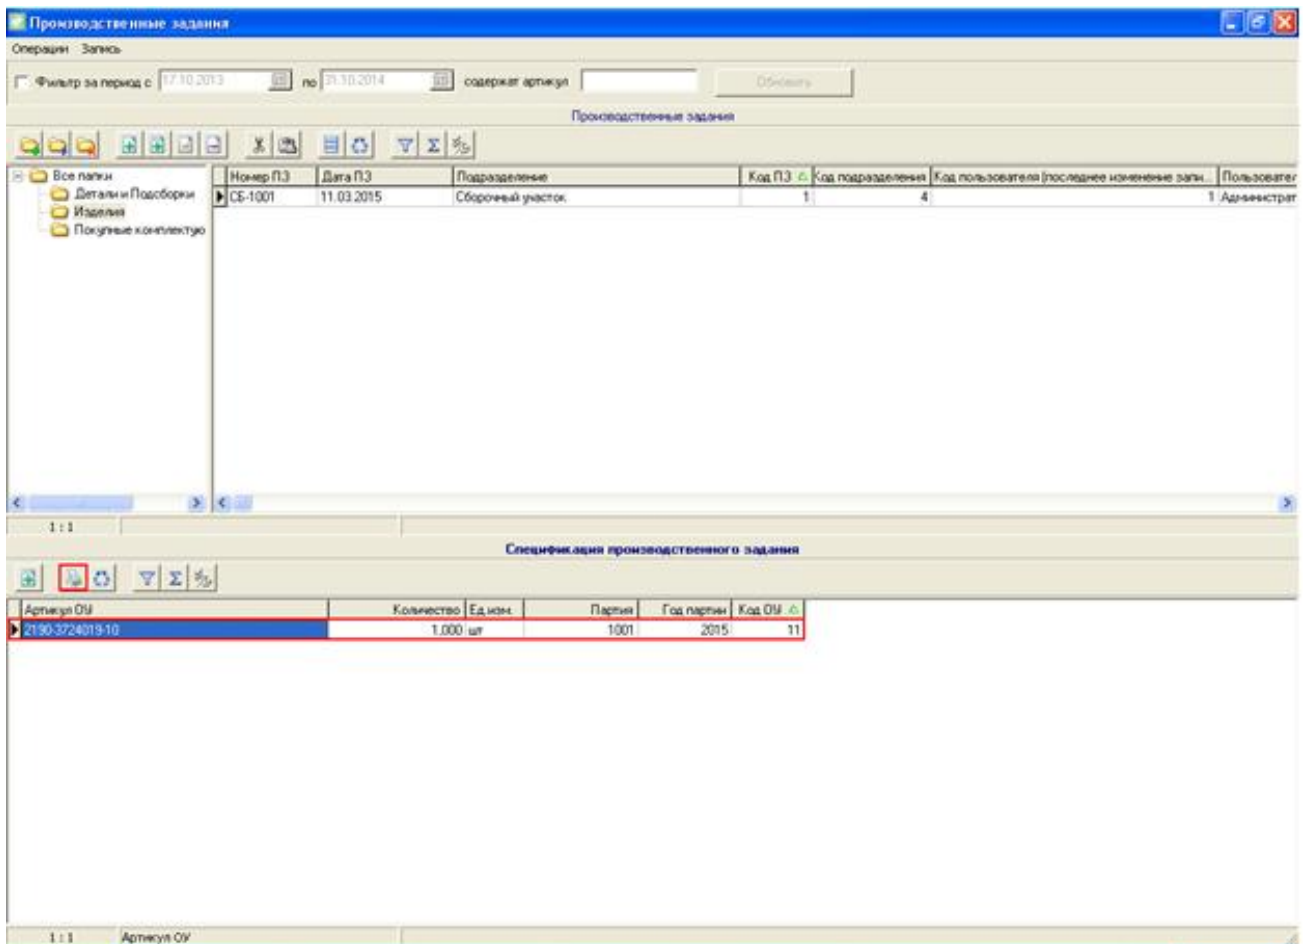 Производственные задания
Операции Запись
Фильтр за период с 17.10.2013 по 31.10.2014 содержат артикул Обновить
Производственные задания
Все папки
Детали и Подсборки
Изделия
Покупные комплектую
Номер ПЗ Дата ПЗ Подразделение Код ПЗ Код подразделения Код пользователя (последнее изменение запи... Пользовател
СБ-1001 11.03.2015 Сборочный участок 1 4 1 Администрат
1 : 1
Спецификация производственного задания
Артикул ОУ Количество Ед.изм. Партия Год партии Код ОУ
2190-3724019-10 1.000 шт 1001 2015 11
1 : 1 Артикул ОУ